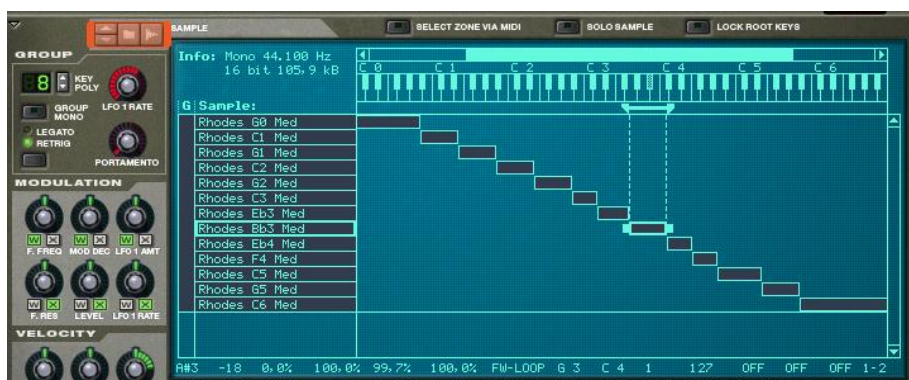 SAMPLE
SELECT ZONE VIA MIDI
SOLO SAMPLE
LOCK ROOT KEYS
GROUP
8
KEY POLY
GROUP MONO
LFO 1 RATE
LEGATO
RETRIG
PORTAMENTO
MODULATION
W X W X W X
F. FREQ MOD DEC LFO 1 AMT
W X W X W X
F. RES LEVEL LFO 1 RATE
VELOCITY
Info: Mono 44.100 Hz
16 bit 105,9 kB
C 0 C 1 C 2 C 3 C 4 C 5 C 6
G Sample:
Rhodes G0 Med
Rhodes C1 Med
Rhodes G1 Med
Rhodes C2 Med
Rhodes G2 Med
Rhodes C3 Med
Rhodes Eb3 Med
Rhodes Bb3 Med
Rhodes Eb4 Med
Rhodes F4 Med
Rhodes C5 Med
Rhodes G5 Med
Rhodes C6 Med
A#3 -18 0,0% 100,0% 99,7% 100,0% FW-LOOP G 3 C 4 1 127 OFF OFF OFF 1-2